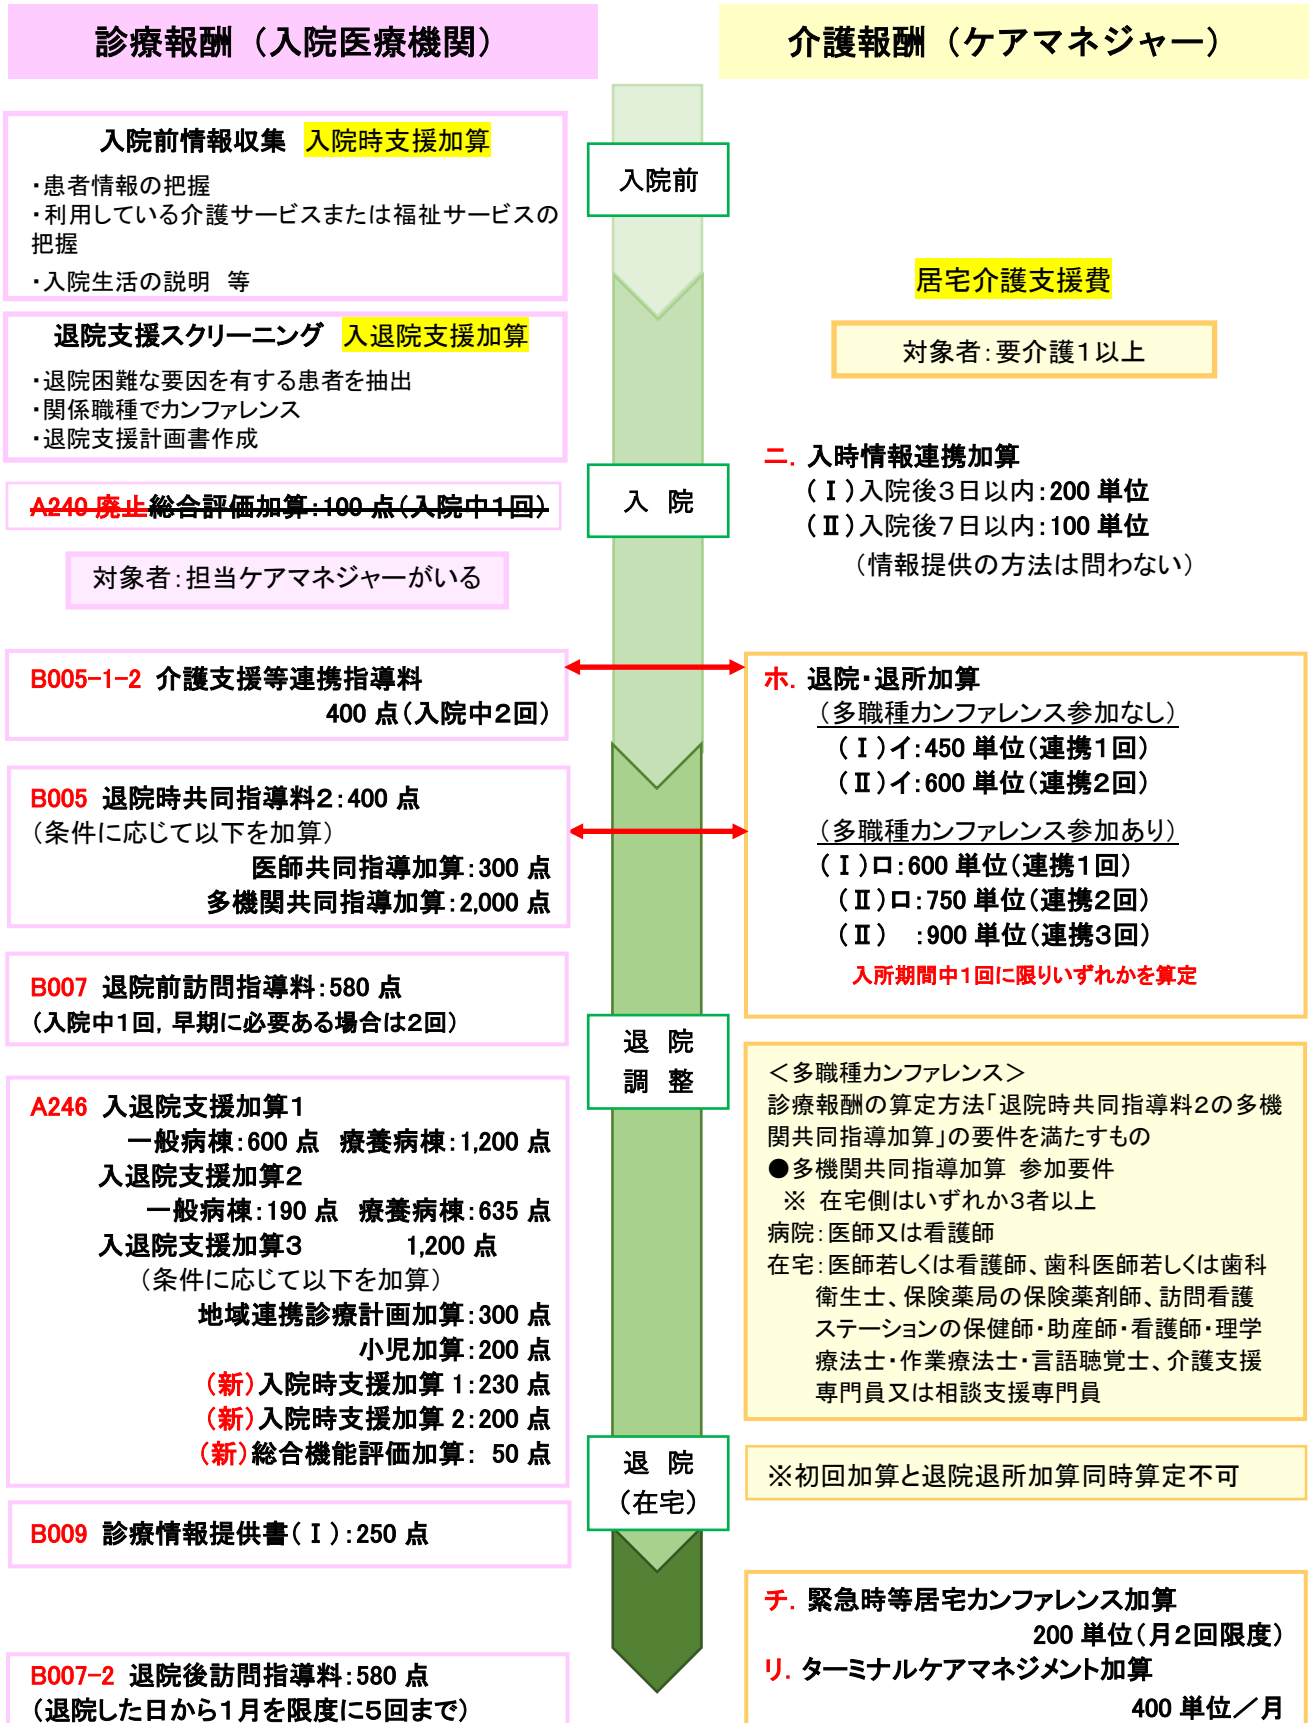 診療報酬（入院医療機関）
入院前情報収集 入院時支援加算
・患者情報の把握
・利用している介護サービスまたは福祉サービスの
把握
・入院生活の説明　等
退院支援スクリーニング 入退院支援加算
・退院困難な要因を有する患者を抽出
・関係職種でカンファレンス
・退院支援計画書作成
A240 廃止総合評価加算：100 点（入院中１回）
対象者：担当ケアマネジャーがいる
B005-1-2 介護支援等連携指導料
400 点（入院中２回）
B005 退院時共同指導料２：400 点
（条件に応じて以下を加算）
医師共同指導加算：300 点
多機関共同指導加算：2,000 点
B007 退院前訪問指導料：580 点
（入院中１回，早期に必要ある場合は２回）
A246 入退院支援加算１
一般病棟：600 点　療養病棟：1,200 点
入退院支援加算２
一般病棟：190 点　療養病棟：635 点
入退院支援加算３　1,200 点
（条件に応じて以下を加算）
地域連携診療計画加算：300 点
小児加算：200 点
（新）入院時支援加算 1：230 点
（新）入院時支援加算 2：200 点
（新）総合機能評価加算： 50 点
B009 診療情報提供書（Ⅰ）：250 点
B007-2 退院後訪問指導料：580 点
（退院した日から１月を限度に５回まで）
入院前
入 院
退 院
調 整
退 院
（在宅）
介護報酬（ケアマネジャー）
居宅介護支援費
対象者：要介護１以上
ニ．入時情報連携加算
（Ⅰ）入院後３日以内：200 単位
（Ⅱ）入院後７日以内：100 単位
（情報提供の方法は問わない）
ホ．退院・退所加算
（多職種カンファレンス参加なし）
（Ⅰ）イ：450 単位（連携１回）
（Ⅱ）イ：600 単位（連携２回）
（多職種カンファレンス参加あり）
（Ⅰ）ロ：600 単位（連携１回）
（Ⅱ）ロ：750 単位（連携２回）
（Ⅱ）　：900 単位（連携３回）
入所期間中１回に限りいずれかを算定
＜多職種カンファレンス＞
診療報酬の算定方法「退院時共同指導料２の多機
関共同指導加算」の要件を満たすもの
●多機関共同指導加算 参加要件
※ 在宅側はいずれか３者以上
病院：医師又は看護師
在宅：医師若しくは看護師、歯科医師若しくは歯科
衛生士、保険薬局の保険薬剤師、訪問看護
ステーションの保健師・助産師・看護師・理学
療法士・作業療法士・言語聴覚士、介護支援
専門員又は相談支援専門員
※初回加算と退院退所加算同時算定不可
チ．緊急時等居宅カンファレンス加算
200 単位（月２回限度）
リ．ターミナルケアマネジメント加算
400 単位／月